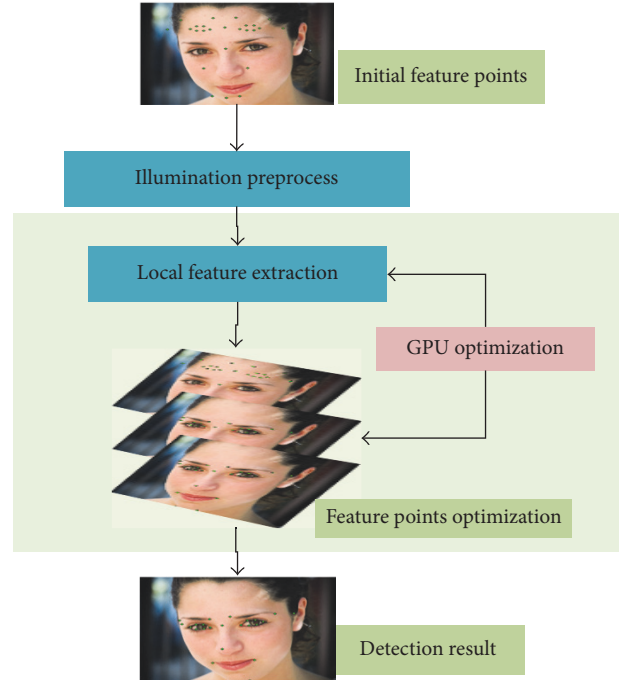 Initial feature points
Illumination preprocess
Local feature extraction
GPU optimization
Feature points optimization
Detection result